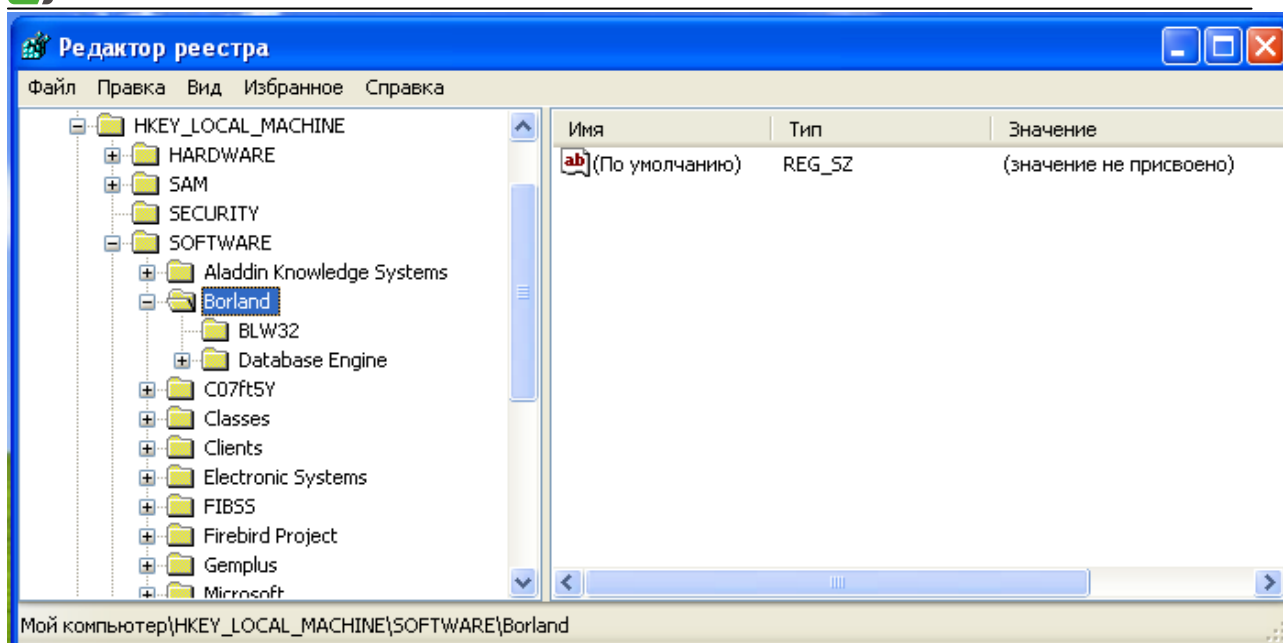 Редактор реестра
Файл Правка Вид Избранное Справка
HKEY_LOCAL_MACHINE
HARDWARE
SAM
SECURITY
SOFTWARE
Aladdin Knowledge Systems
Borland
BLW32
Database Engine
C07ft5Y
Classes
Clients
Electronic Systems
FIBSS
Firebird Project
Gemplus
Microsoft
Имя Тип Значение
ab (По умолчанию) REG_SZ (значение не присвоено)
Мой компьютер\HKEY_LOCAL_MACHINE\SOFTWARE\Borland